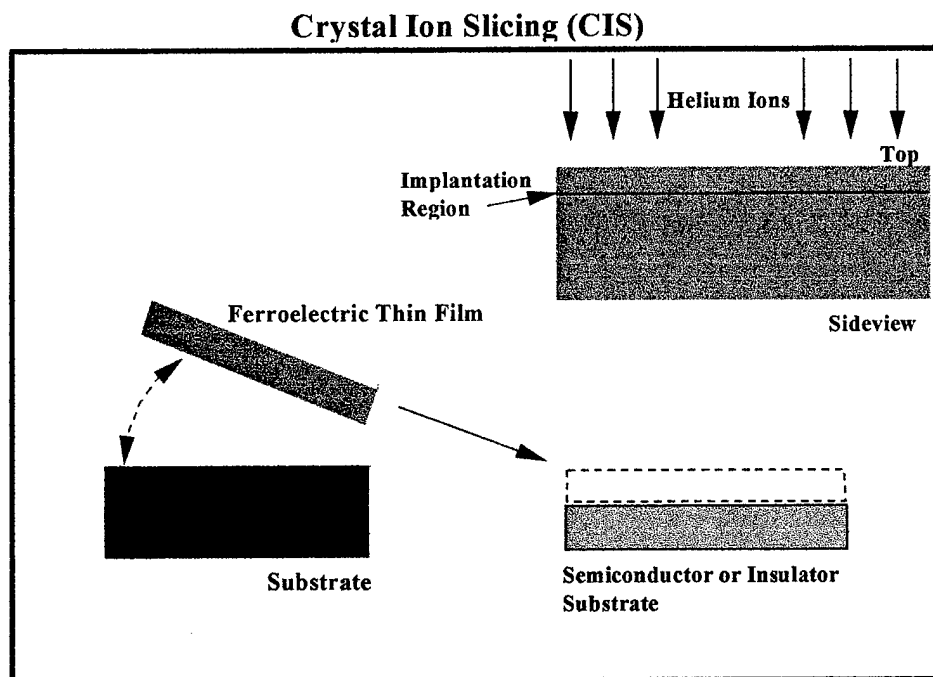 Crystal Ion Slicing (CIS)
Helium Ions
Top
Implantation
Region
Sideview
Ferroelectric Thin Film
Substrate
Semiconductor or Insulator
Substrate